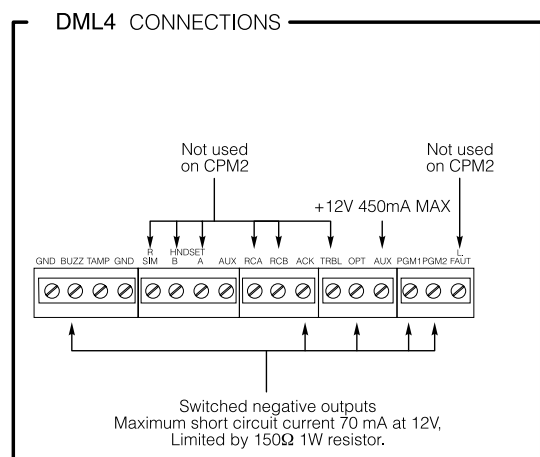 DML4 CONNECTIONS
Not used
on CPM2
Not used
on CPM2
+12V 450mA MAX
R
SIM
HNDSET
B
A
GND BUZZ TAMP GND
AUX RCA RCB ACK TRBL OPT AUX PGM1 PGM2
L.
FAUT
Switched negative outputs
Maximum short circuit current 70 mA at 12V,
Limited by 150Ω 1W resistor.